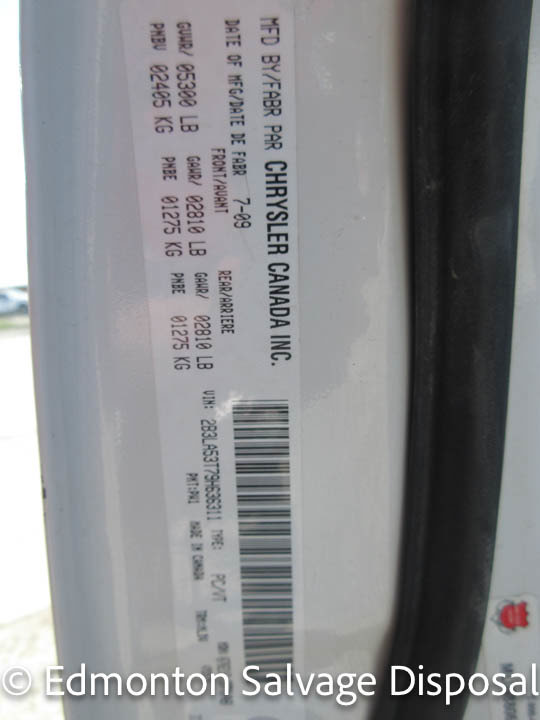 MFD BY/FABR PAR CHRYSLER CANADA INC.
DATE OF MFG/DATE DE FABR 7-09
FRONT/AVANT REAR/ARRIERE
GVWR/ 05300 LB GAWR/ 02810 LB GAWR/ 02810 LB
PNBV 02405 KG PNBE 01275 KG PNBE 01275 KG
VIN: 2B3LA53T79H636311 TYPE: PC/VT
PNT:PW1 MADE IN CANADA
© Edmonton Salvage Disposal